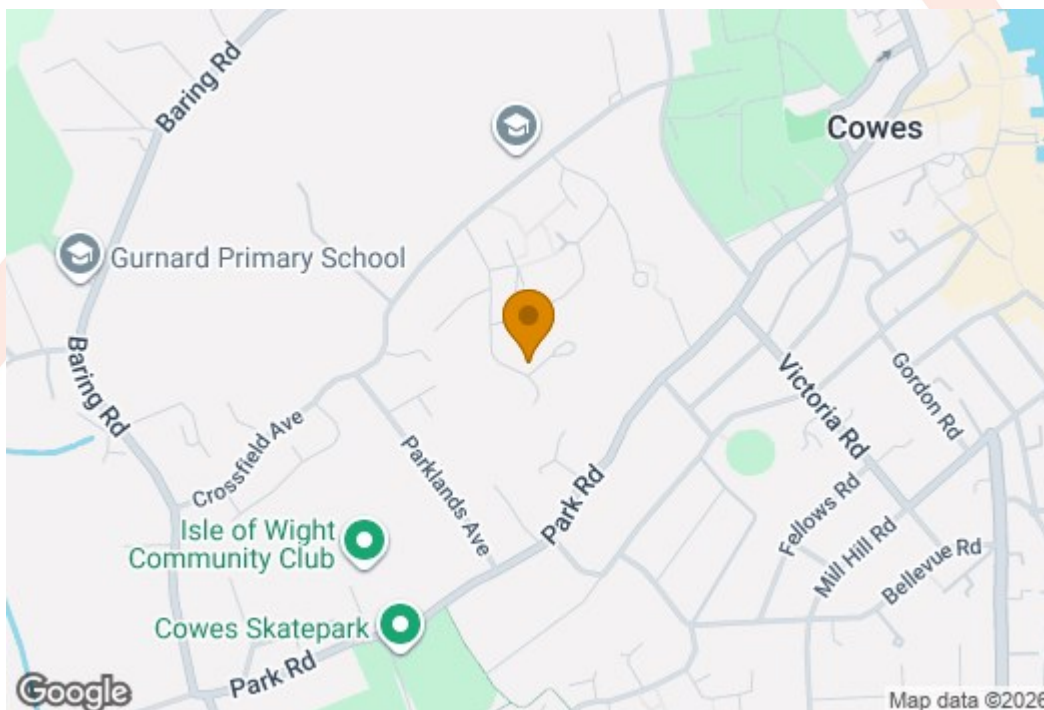 Baring Rd
Cowes
Gurnard Primary School
Baring Rd
Victoria Rd
Gordon Rd
Crossfield Ave
Parklands Ave
Park Rd
Fellows Rd
Mill Hill Rd
Bellevue Rd
Isle of Wight
Community Club
Cowes Skatepark
Park Rd
Google
Map data ©2026